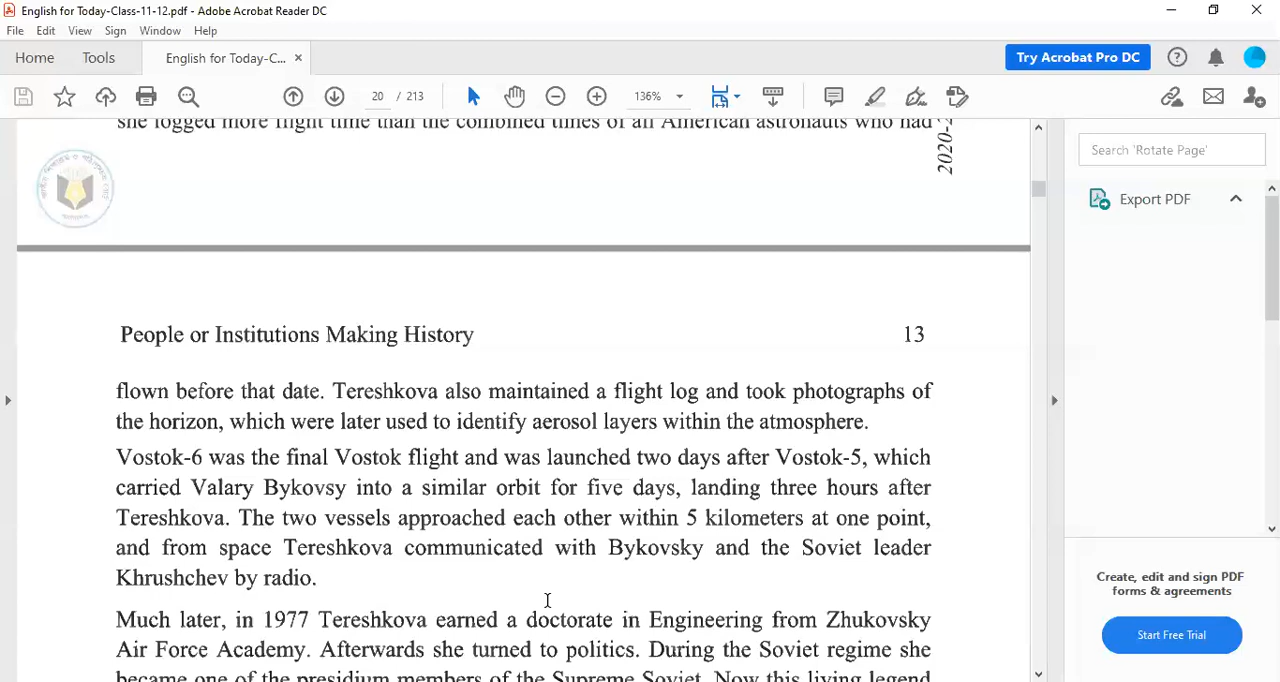 English for Today-Class-11-12.pdf - Adobe Acrobat Reader DC
File Edit View Sign Window Help
Home Tools English for Today-C... ×
Try Acrobat Pro DC
20 / 213 136%
she logged more flight time than the combined times of all American astronauts who had
Search 'Rotate Page'
Export PDF
People or Institutions Making History 13
flown before that date. Tereshkova also maintained a flight log and took photographs of
the horizon, which were later used to identify aerosol layers within the atmosphere.
Vostok-6 was the final Vostok flight and was launched two days after Vostok-5, which
carried Valary Bykovsy into a similar orbit for five days, landing three hours after
Tereshkova. The two vessels approached each other within 5 kilometers at one point,
and from space Tereshkova communicated with Bykovsky and the Soviet leader
Khrushchev by radio.
Much later, in 1977 Tereshkova earned a doctorate in Engineering from Zhukovsky
Air Force Academy. Afterwards she turned to politics. During the Soviet regime she
became one of the presidium members of the Supreme Soviet. Now this living legend
Create, edit and sign PDF
forms & agreements
Start Free Trial